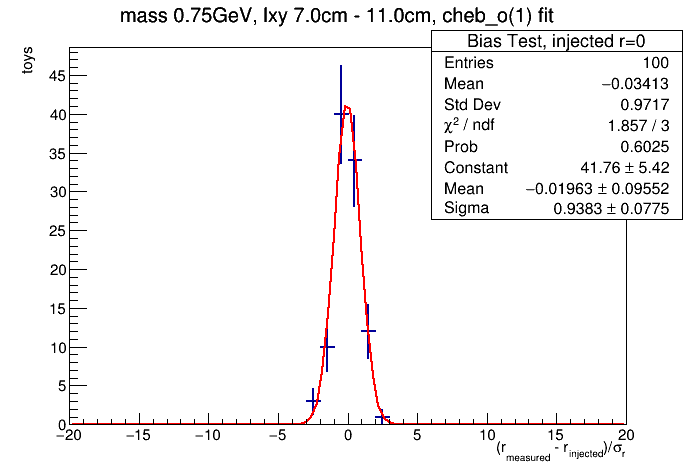 mass 0.75GeV, lxy 7.0cm - 11.0cm, cheb_o(1) fit
toys
Bias Test, injected r=0
Entries 100
Mean −0.03413
Std Dev 0.9717
χ² / ndf 1.857 / 3
Prob 0.6025
Constant 41.76 ± 5.42
Mean −0.01963 ± 0.09552
Sigma 0.9383 ± 0.0775
45
40
35
30
25
20
15
10
5
0
−20 −15 −10 −5 0 5 10 15 20
(r_measured - r_injected)/σ_r